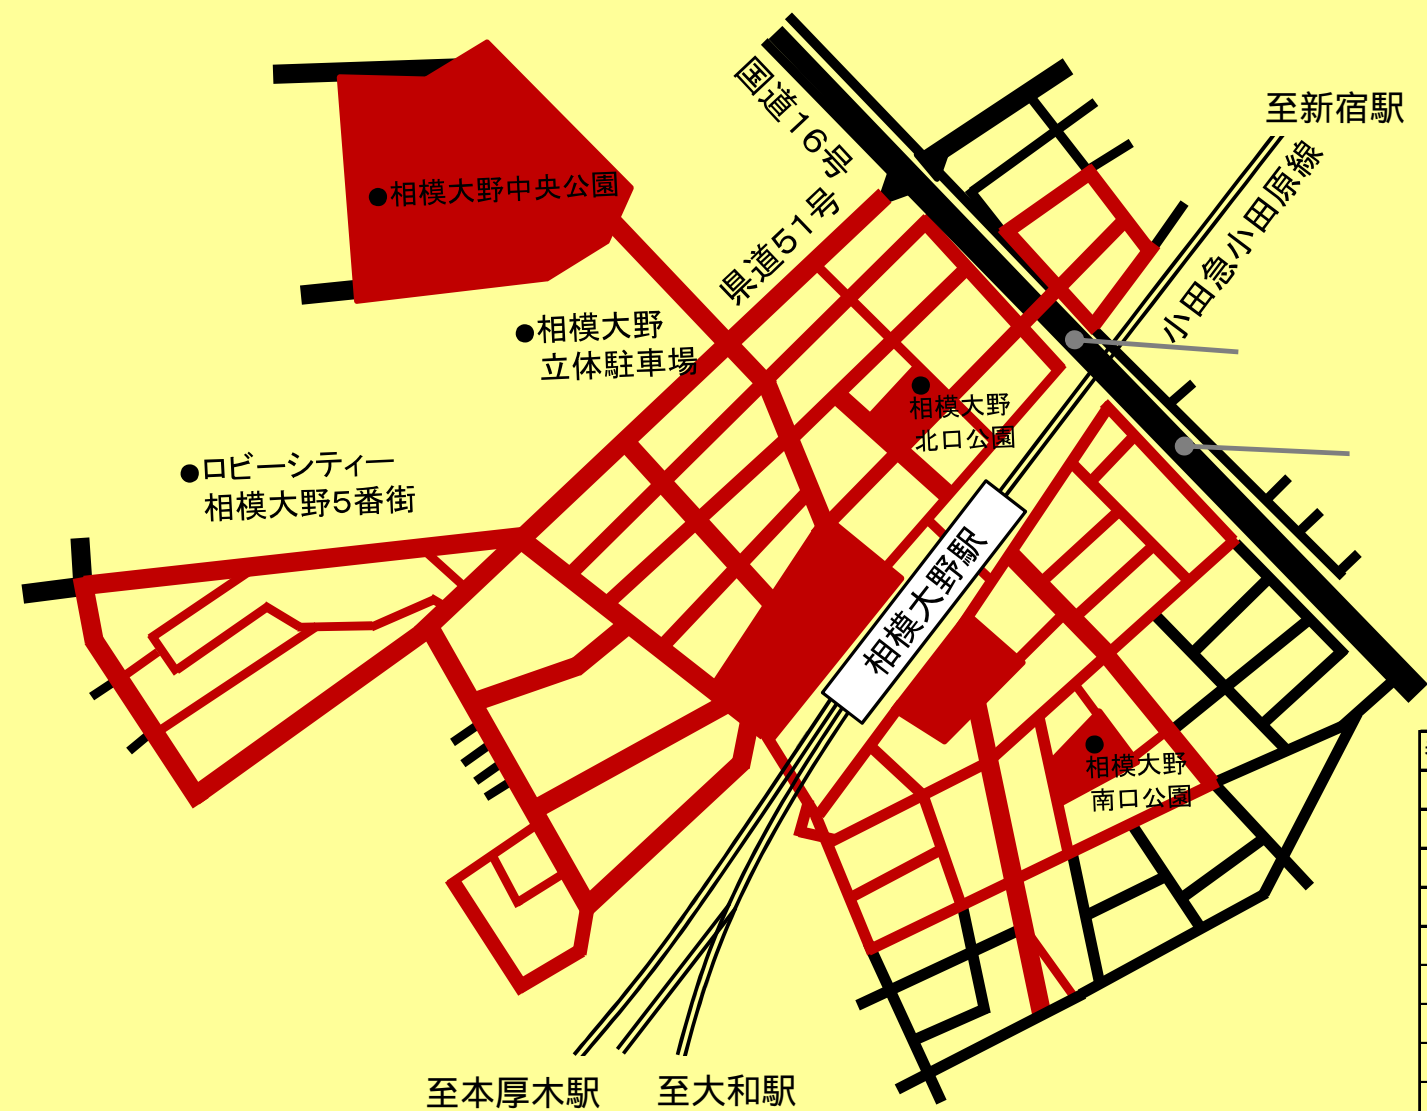 国道16号
至新宿駅
県道51号
小田急小田原線
●相模大野中央公園
●相模大野
立体駐車場
相模大野
北口公園
●ロビーシティー
相模大野5番街
相模大野駅
相模大野
南口公園
至本厚木駅
至大和駅